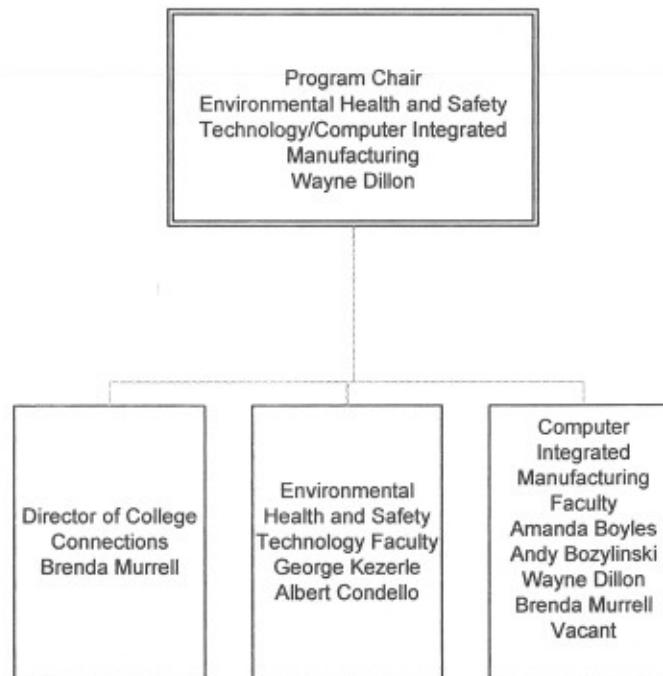 Program Chair
Environmental Health and Safety
Technology/Computer Integrated
Manufacturing
Wayne Dillon
Director of College
Connections
Brenda Murrell
Environmental
Health and Safety
Technology Faculty
George Kezerle
Albert Condello
Computer
Integrated
Manufacturing
Faculty
Amanda Boyles
Andy Bozylinski
Wayne Dillon
Brenda Murrell
Vacant